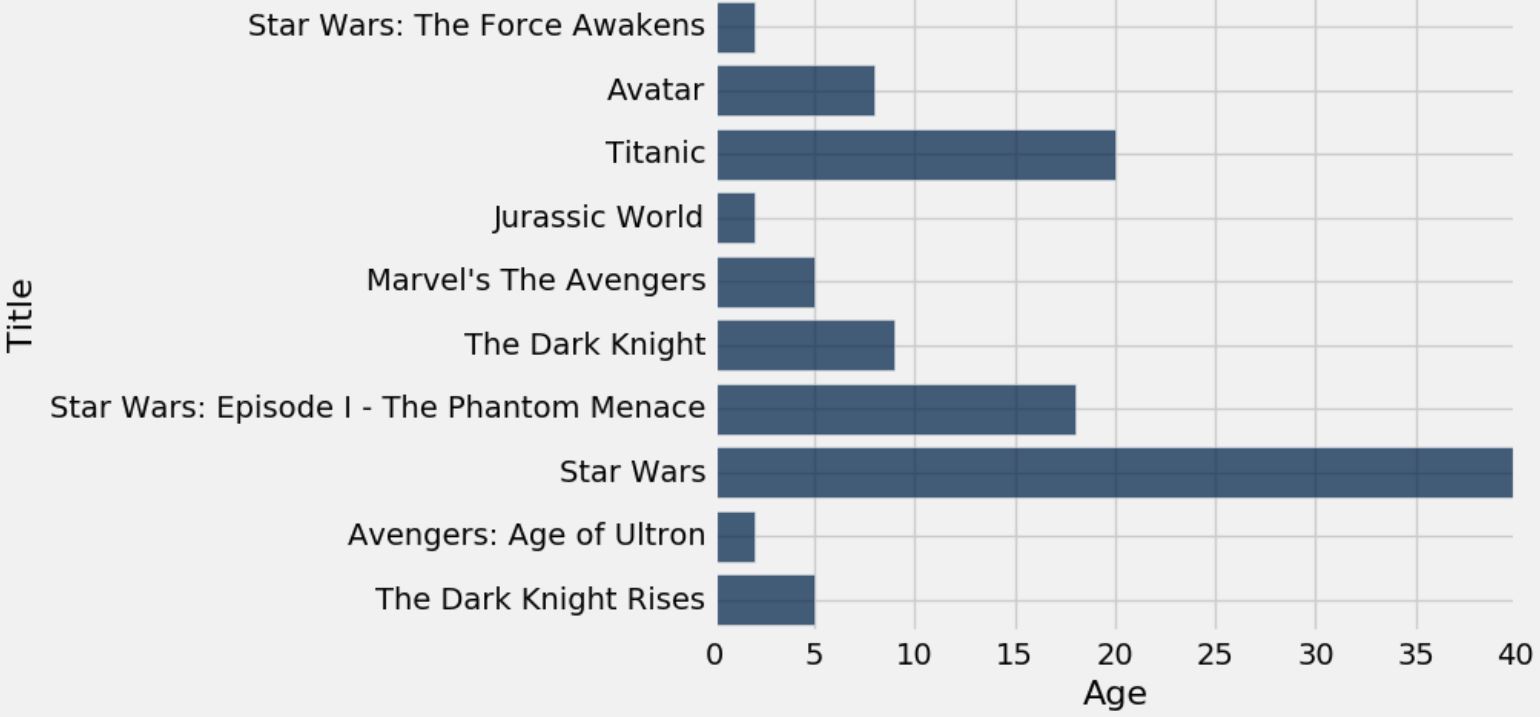 Star Wars: The Force Awakens
Avatar
Titanic
Jurassic World
Marvel's The Avengers
The Dark Knight
Star Wars: Episode I - The Phantom Menace
Star Wars
Avengers: Age of Ultron
The Dark Knight Rises
Title
0 5 10 15 20 25 30 35 40
Age